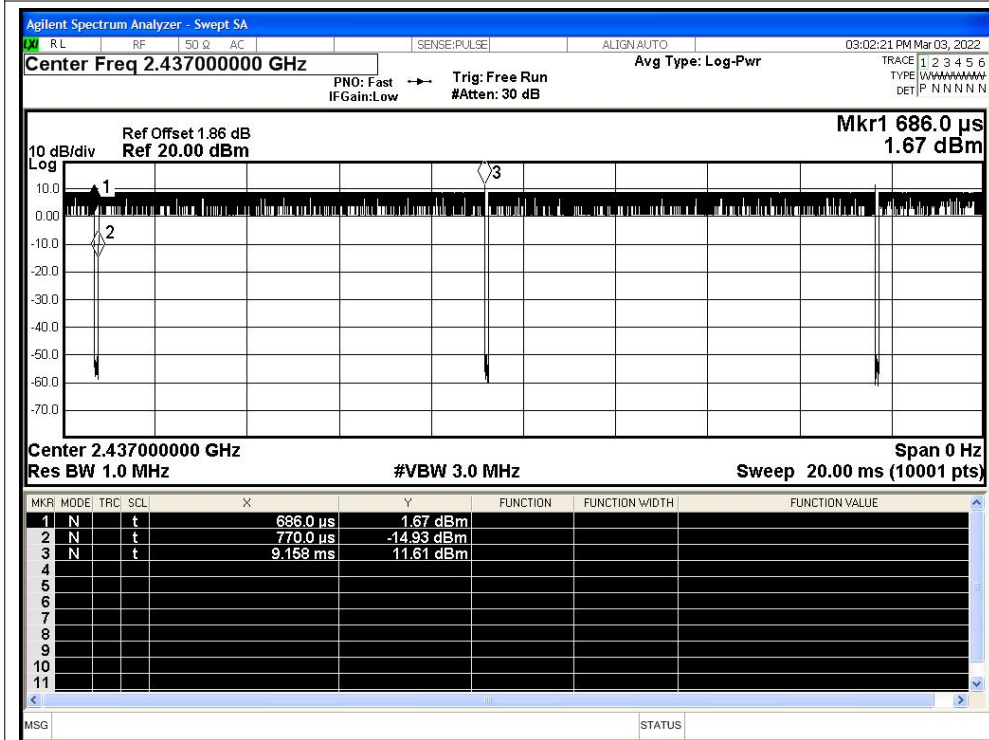 Agilent Spectrum Analyzer - Swept SA
LXI RL RF 50 Ω AC SENSE:PULSE ALIGN AUTO 03:02:21 PM Mar 03, 2022
Center Freq 2.437000000 GHz Avg Type: Log-Pwr TRACE 1 2 3 4 5 6
PNO: Fast Trig: Free Run TYPE WWWWWW
IFGain:Low #Atten: 30 dB DET P N N N N N
Mkr1 686.0 µs
Ref Offset 1.86 dB
10 dB/div Ref 20.00 dBm 1.67 dBm
Log
3
10.0 1
0.00
2
-10.0
-20.0
-30.0
-40.0
-50.0
-60.0
-70.0
Center 2.437000000 GHz Span 0 Hz
Res BW 1.0 MHz #VBW 3.0 MHz Sweep 20.00 ms (10001 pts)
MKR MODE TRC SCL X Y FUNCTION FUNCTION WIDTH FUNCTION VALUE
1 N t 686.0 µs 1.67 dBm
2 N t 770.0 µs -14.93 dBm
3 N t 9.158 ms 11.61 dBm
4
5
6
7
8
9
10
11
MSG STATUS